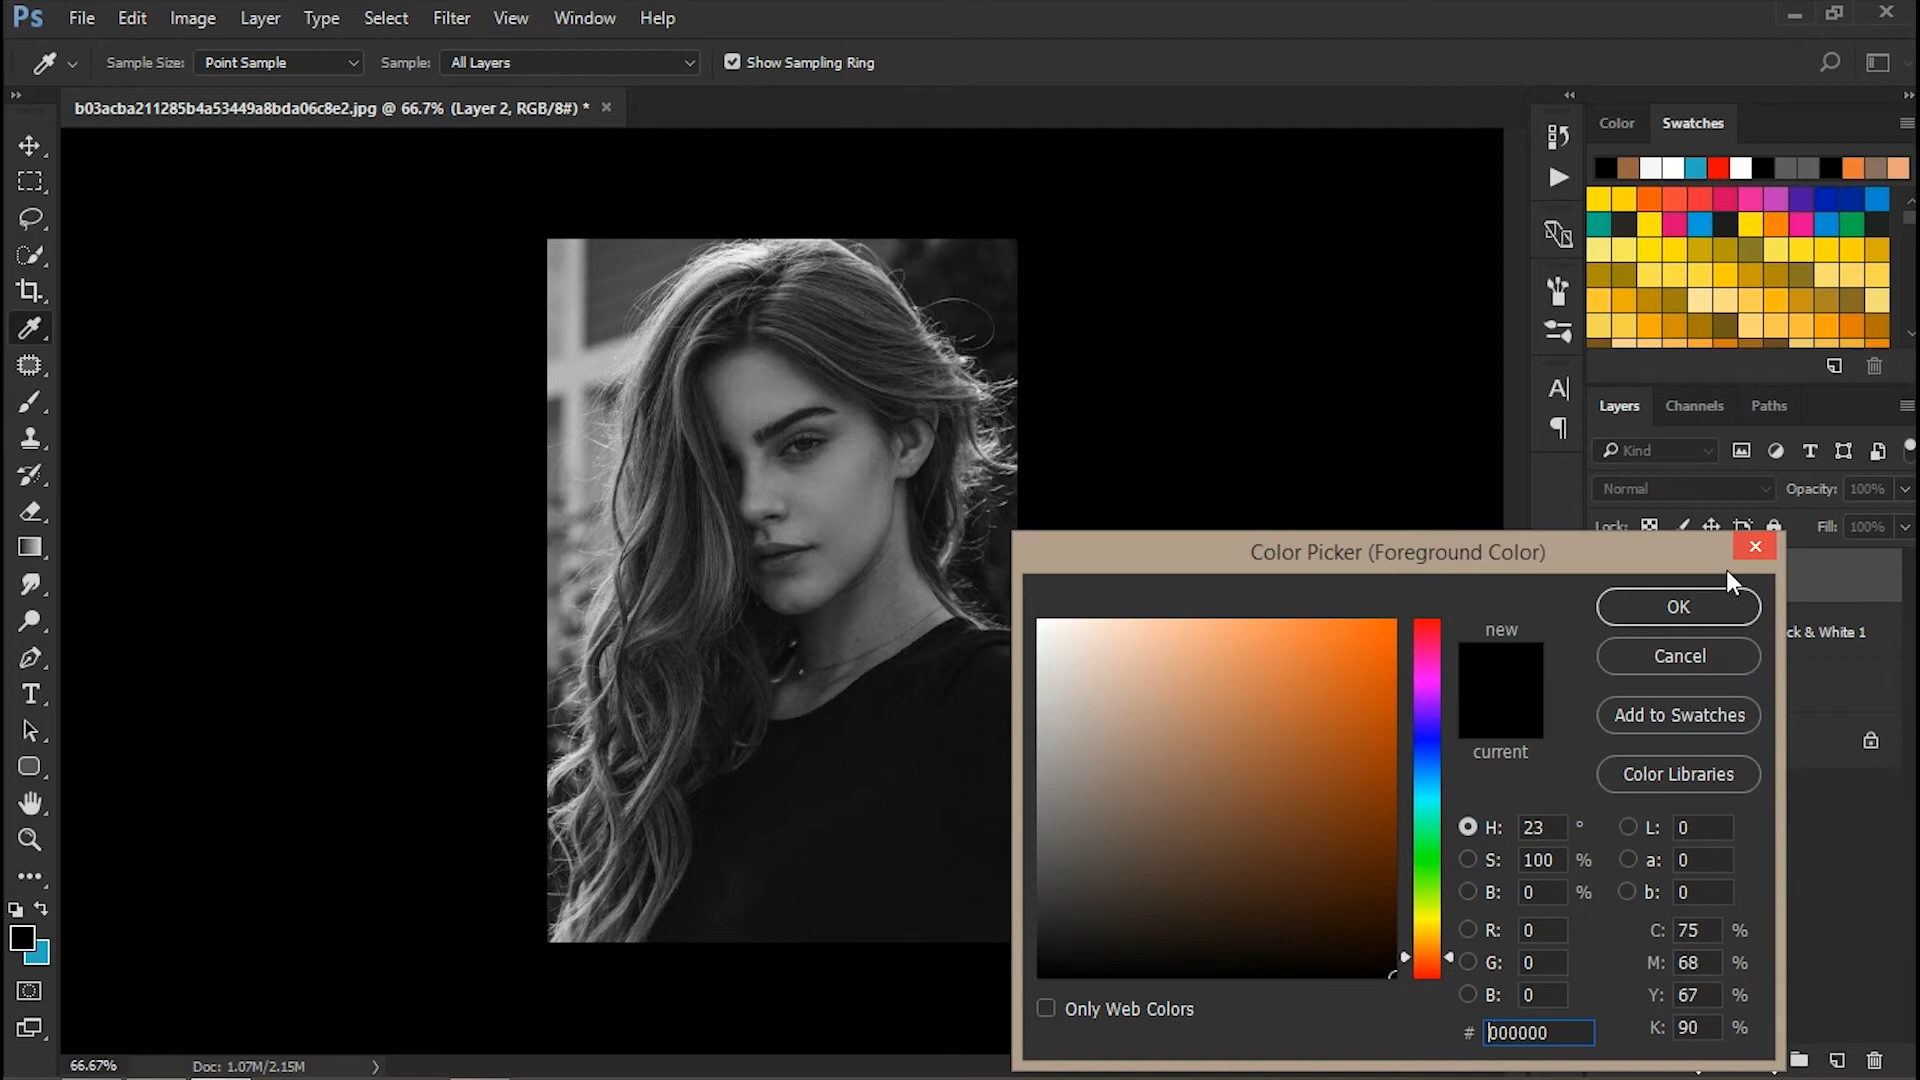 Ps File Edit Image Layer Type Select Filter View Window Help
Sample Size: Point Sample Sample: All Layers Show Sampling Ring
b03acba211285b4a53449a8bda06c8e2.jpg @ 66.7% (Layer 2, RGB/8#) *
Color Swatches
Layers Channels Paths
Kind
Normal Opacity: 100%
Lock: Fill: 100%
Color Picker (Foreground Color)
OK
new
ck & White 1
Cancel
Add to Swatches
current
Color Libraries
H: 23 ° L: 0
S: 100 % a: 0
B: 0 % b: 0
R: 0 C: 75 %
G: 0 M: 68 %
B: 0 Y: 67 %
Only Web Colors
# 000000 K: 90 %
66.67% Doc: 1.07M/2.15M